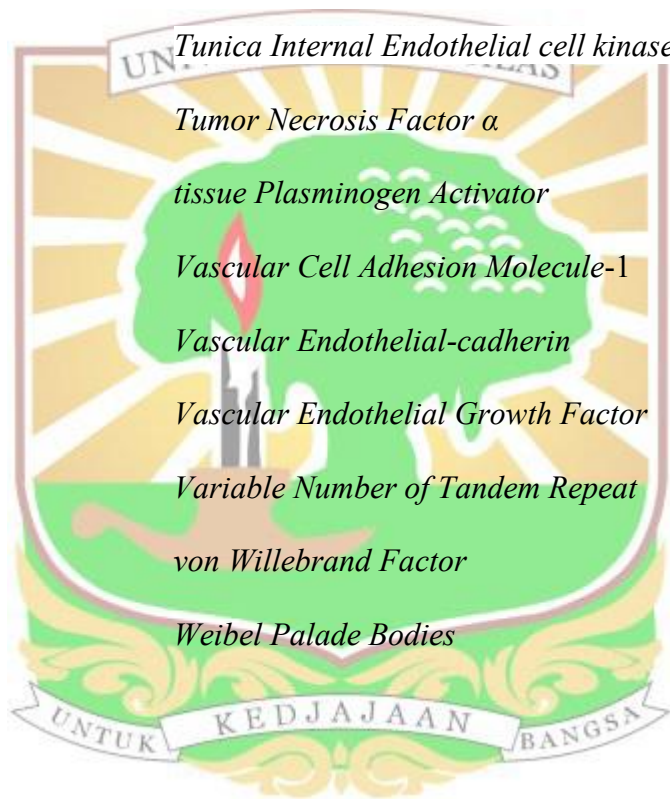 Tunica Internal Endothelial cell kinase
Tumor Necrosis Factor α
tissue Plasminogen Activator
Vascular Cell Adhesion Molecule-1
Vascular Endothelial-cadherin
Vascular Endothelial Growth Factor
Variable Number of Tandem Repeat
von Willebrand Factor
Weibel Palade Bodies
UNTUK KEDJAJAAN BANGSA